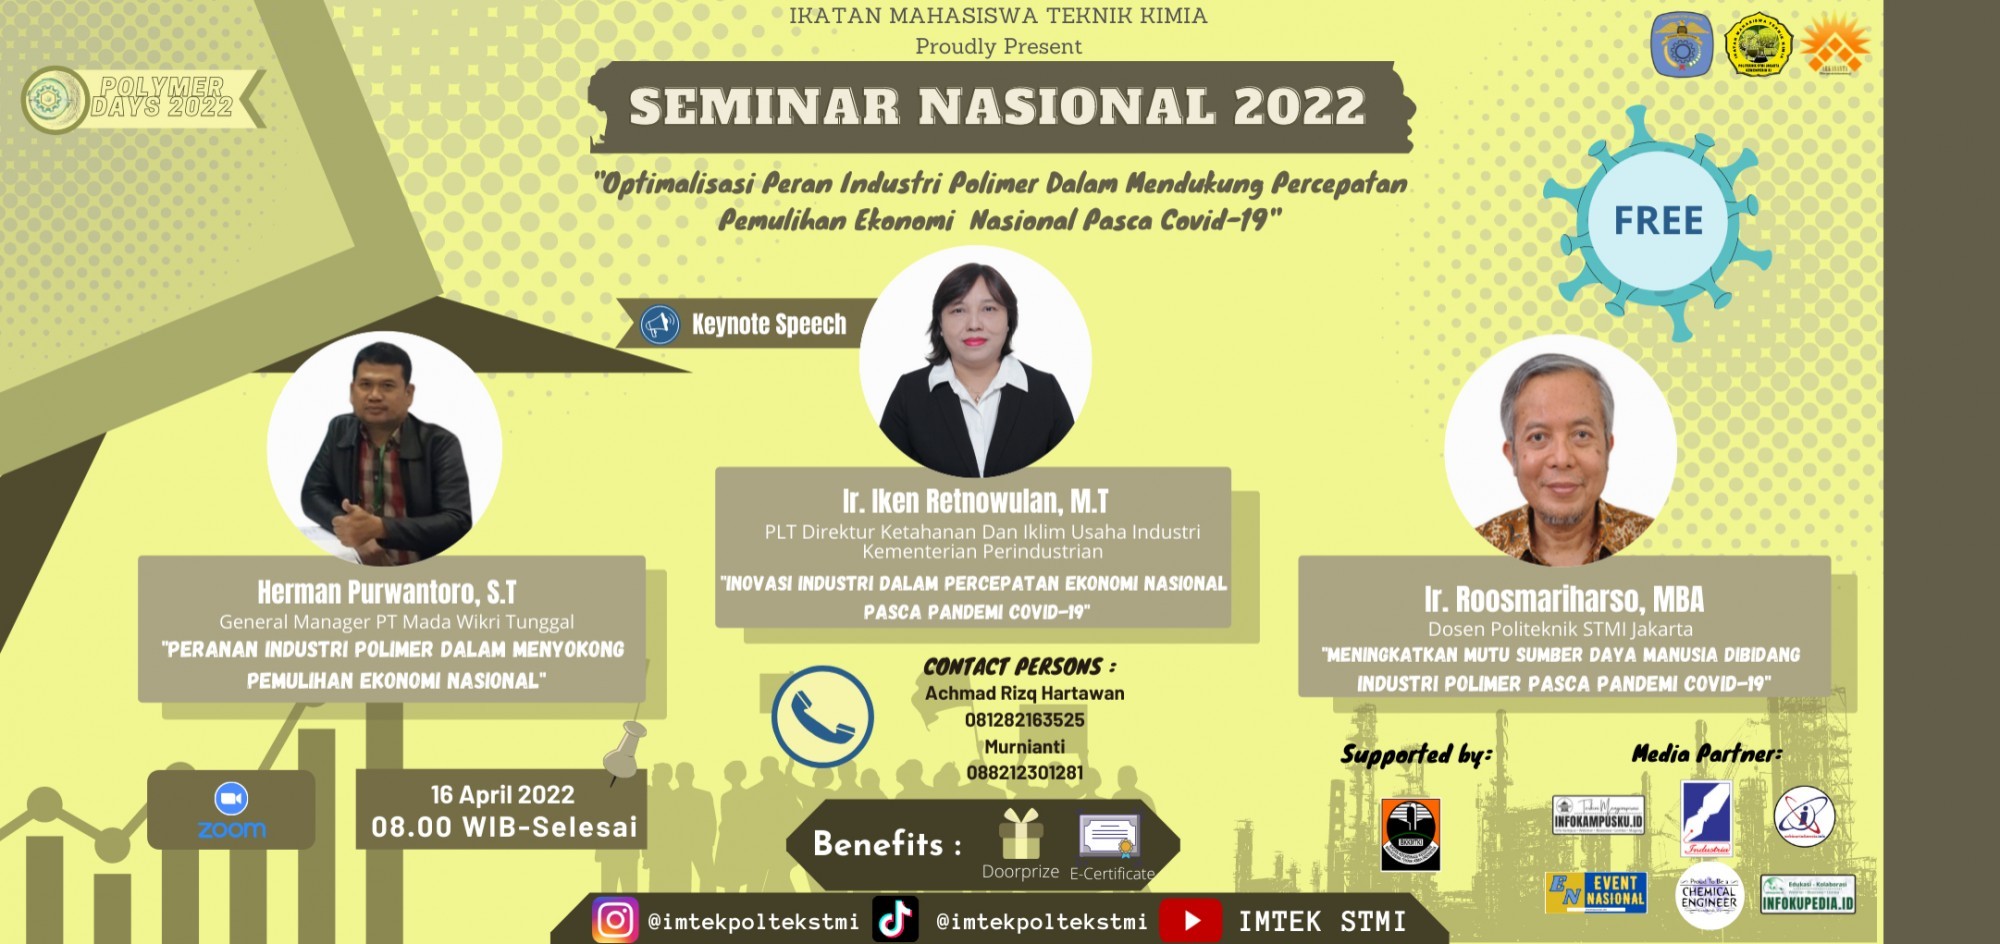 IKATAN MAHASISWA TEKNIK KIMIA
Proudly Present
POLYMER
DAYS 2022
SEMINAR NASIONAL 2022
"Optimalisasi Peran Industri Polimer Dalam Mendukung Percepatan
Pemulihan Ekonomi Nasional Pasca Covid-19"
FREE
Keynote Speech
Ir. Iken Retnowulan, M.T
PLT Direktur Ketahanan Dan Iklim Usaha Industri
Kementerian Perindustrian
"INOVASI INDUSTRI DALAM PERCEPATAN EKONOMI NASIONAL
PASCA PANDEMI COVID-19"
Herman Purwantoro, S.T
General Manager PT Mada Wikri Tunggal
"PERANAN INDUSTRI POLIMER DALAM MENYOKONG
PEMULIHAN EKONOMI NASIONAL"
Ir. Roosmariharso, MBA
Dosen Politeknik STMI Jakarta
"MENINGKATKAN MUTU SUMBER DAYA MANUSIA DIBIDANG
INDUSTRI POLIMER PASCA PANDEMI COVID-19"
CONTACT PERSONS :
Achmad Rizq Hartawan
081282163525
Murnianti
088212301281
zoom
16 April 2022
08.00 WIB-Selesai
Benefits :
Doorprize
E-Certificate
Supported by:
Media Partner:
INFOKAMPUSKU.ID
Industria
EN EVENT
NASIONAL
CHEMICAL
ENGINEER
Edukasi - Kolaborasi
INFOKUPEDIA.ID
@imtekpoltekstmi
@imtekpoltekstmi
IMTEK STMI